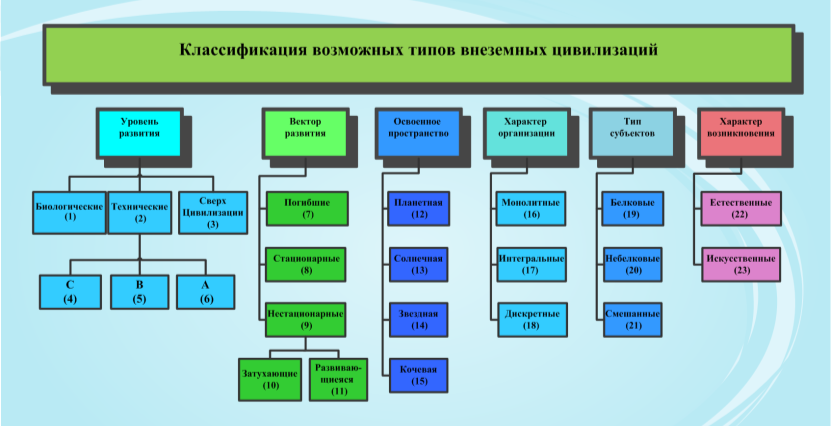 Классификация возможных типов внеземных цивилизаций
Уровень
развития
Вектор
развития
Освоенное
пространство
Характер
организации
Тип
субъектов
Характер
возникновения
Биологические
(1)
Технические
(2)
Сверх
Цивилизации
(3)
С
(4)
В
(5)
А
(6)
Погибшие
(7)
Стационарные
(8)
Нестационарные
(9)
Затухающие
(10)
Развиваю-
щиеяся
(11)
Планетная
(12)
Солнечная
(13)
Звездная
(14)
Кочевая
(15)
Монолитные
(16)
Интегральные
(17)
Дискретные
(18)
Белковые
(19)
Небелковые
(20)
Смешанные
(21)
Естественные
(22)
Искусственные
(23)